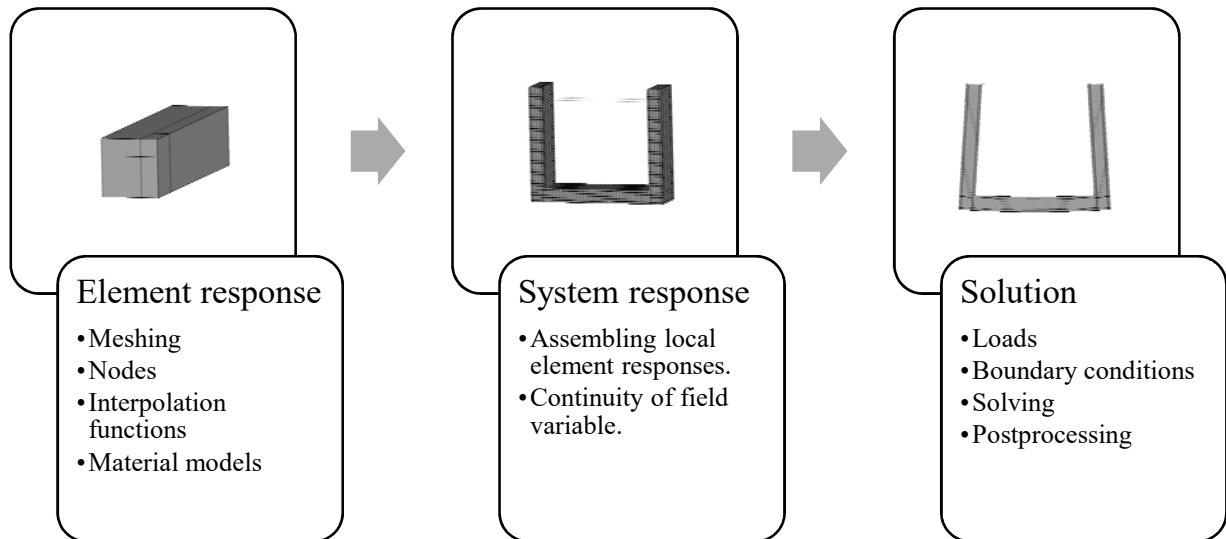 Element response
•Meshing
•Nodes
•Interpolation
functions
•Material models
System response
•Assembling local
element responses.
•Continuity of field
variable.
Solution
•Loads
•Boundary conditions
•Solving
•Postprocessing